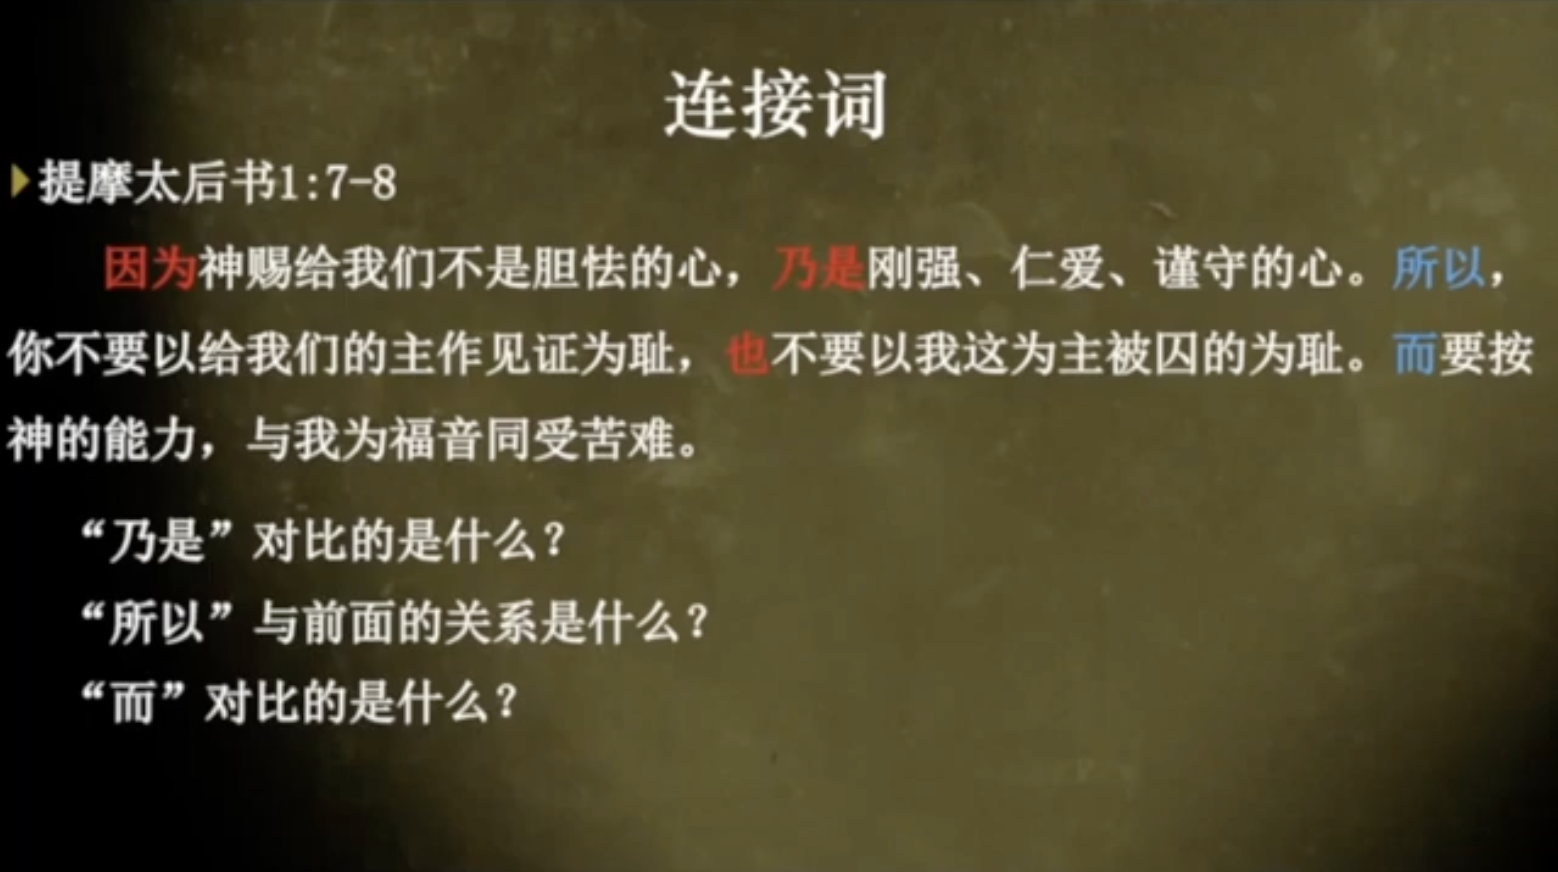 连接词
提摩太后书1:7-8
因为神赐给我们不是胆怯的心，乃是刚强、仁爱、谨守的心。所以，
你不要以给我们的主作见证为耻，也不要以我这为主被囚的为耻。而要按
神的能力，与我为福音同受苦难。
“乃是”对比的是什么？
“所以”与前面的关系是什么？
“而”对比的是什么？